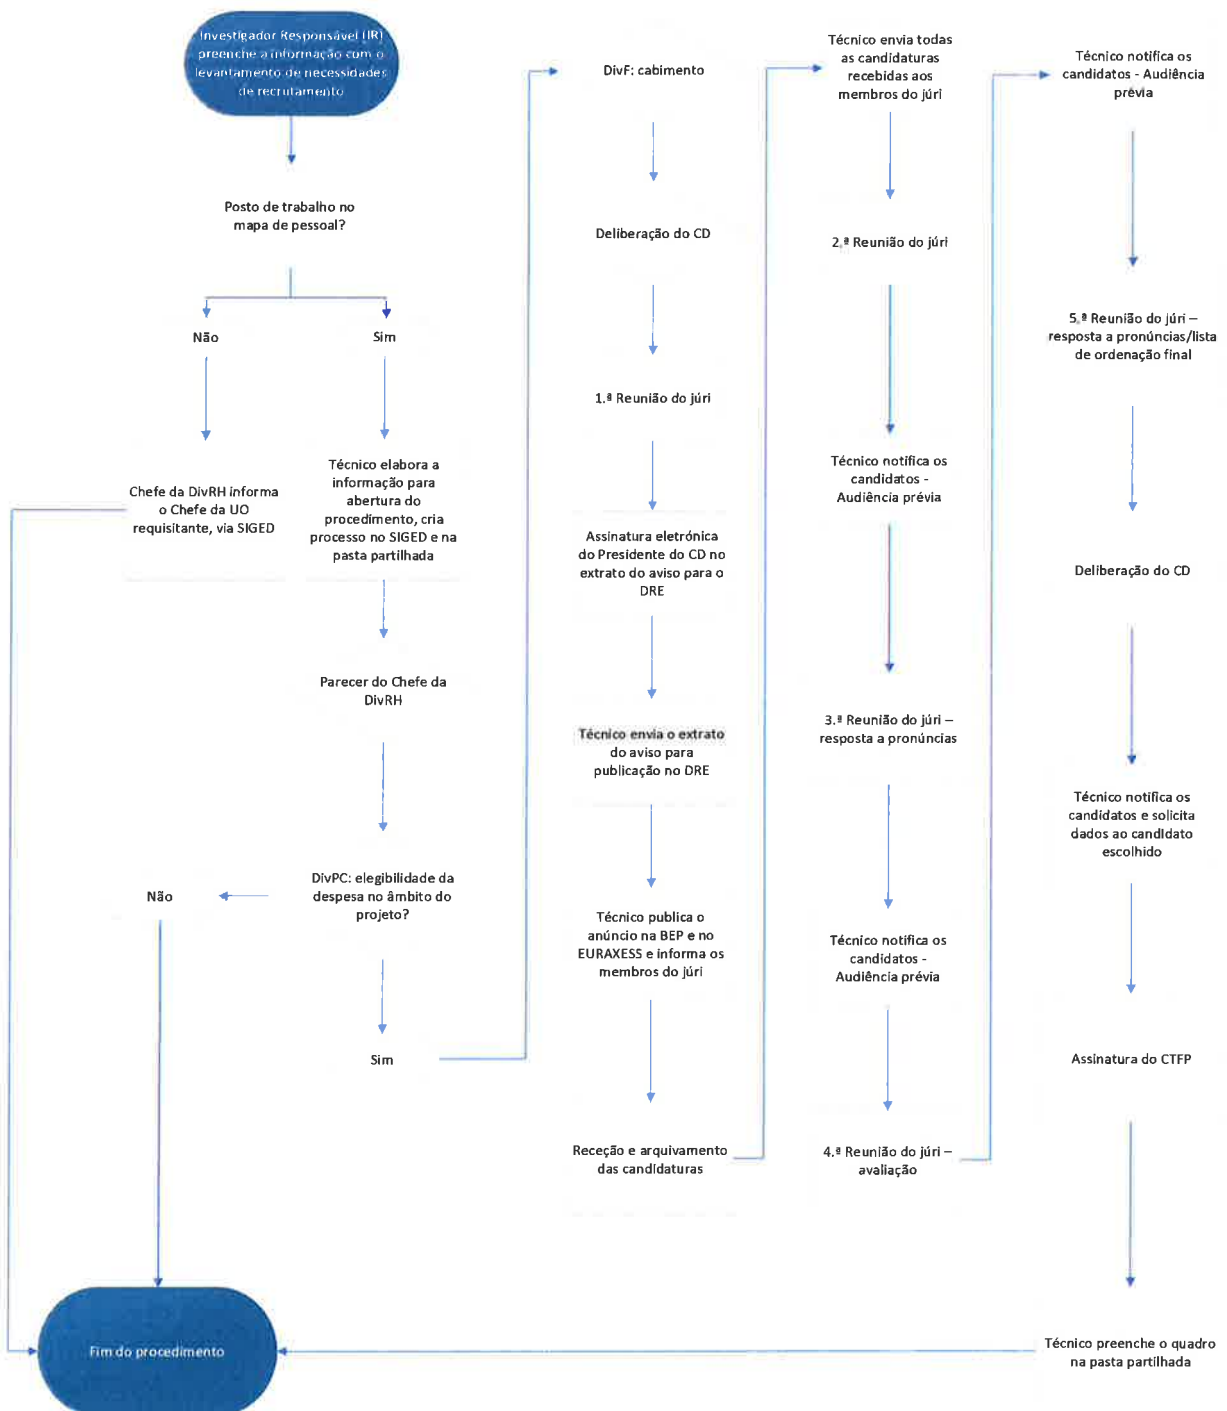 Investigador Responsável (IR)
preenche a informação com o
levantamento de necessidades
de recrutamento
Posto de trabalho no
mapa de pessoal?
Não
Sim
Chefe da DivRH informa
o Chefe da UO
requisitante, via SIGED
Técnico elabora a
informação para
abertura do
procedimento, cria
processo no SIGED e na
pasta partilhada
Parecer do Chefe da
DivRH
DivPC: elegibilidade da
despesa no âmbito do
projeto?
Não
Sim
DivF: cabimento
Deliberação do CD
1.ª Reunião do júri
Assinatura eletrónica
do Presidente do CD no
extrato do aviso para o
DRE
Técnico envia o extrato
do aviso para
publicação no DRE
Técnico publica o
anúncio na BEP e no
EURAXESS e informa os
membros do júri
Receção e arquivamento
das candidaturas
Técnico envia todas
as candidaturas
recebidas aos
membros do júri
2.ª Reunião do júri
Técnico notifica os
candidatos -
Audiência prévia
3.ª Reunião do júri –
resposta a pronúncias
Técnico notifica os
candidatos -
Audiência prévia
4.ª Reunião do júri –
avaliação
Técnico notifica os
candidatos - Audiência
prévia
5.ª Reunião do júri –
resposta a pronúncias/lista
de ordenação final
Deliberação do CD
Técnico notifica os
candidatos e solicita
dados ao candidato
escolhido
Assinatura do CTFP
Técnico preenche o quadro
na pasta partilhada
Fim do procedimento